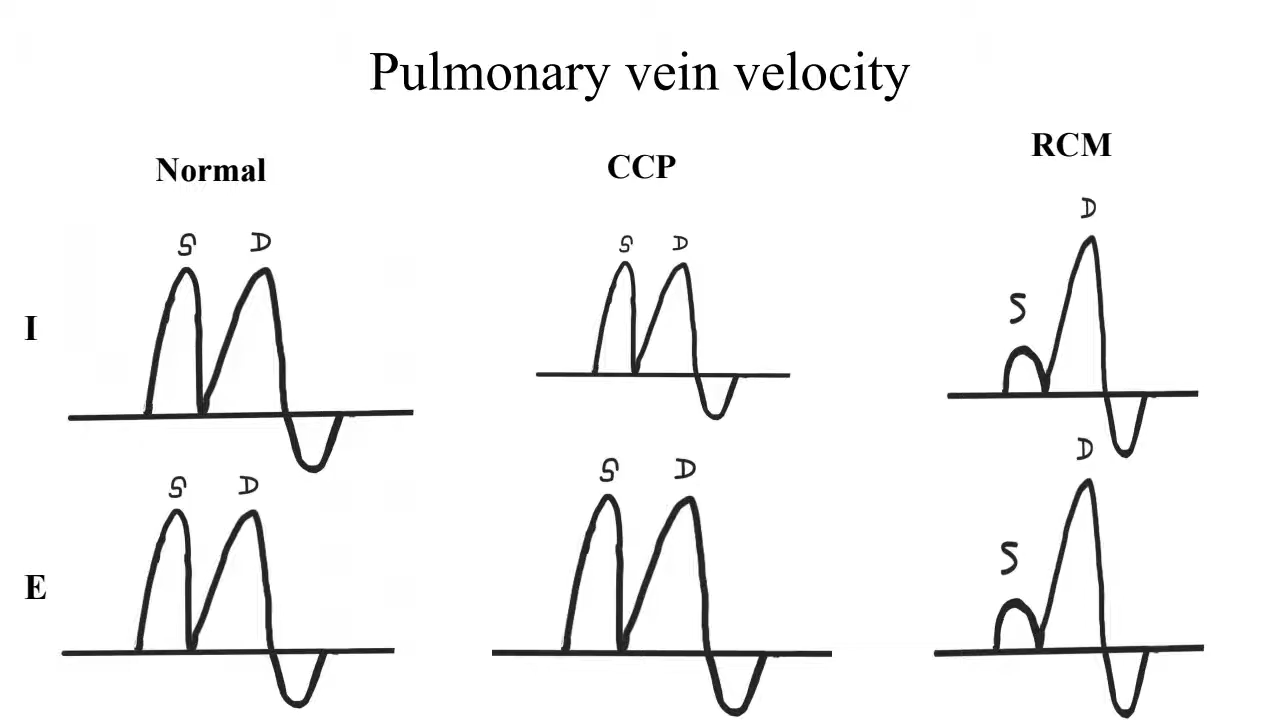 Pulmonary vein velocity
Normal
CCP
RCM
I
S D
S D
S D
E
S D
S D
S D